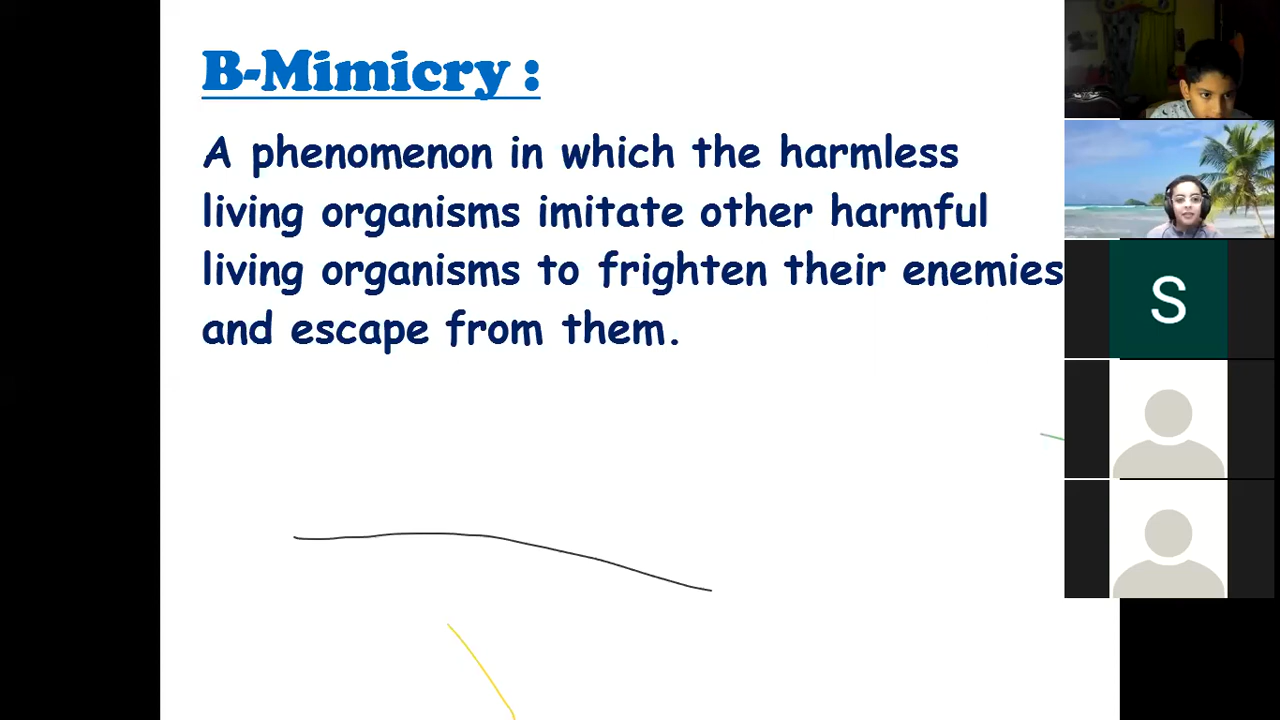 B-Mimicry :
A phenomenon in which the harmless
living organisms imitate other harmful
living organisms to frighten their enemies
and escape from them.
S